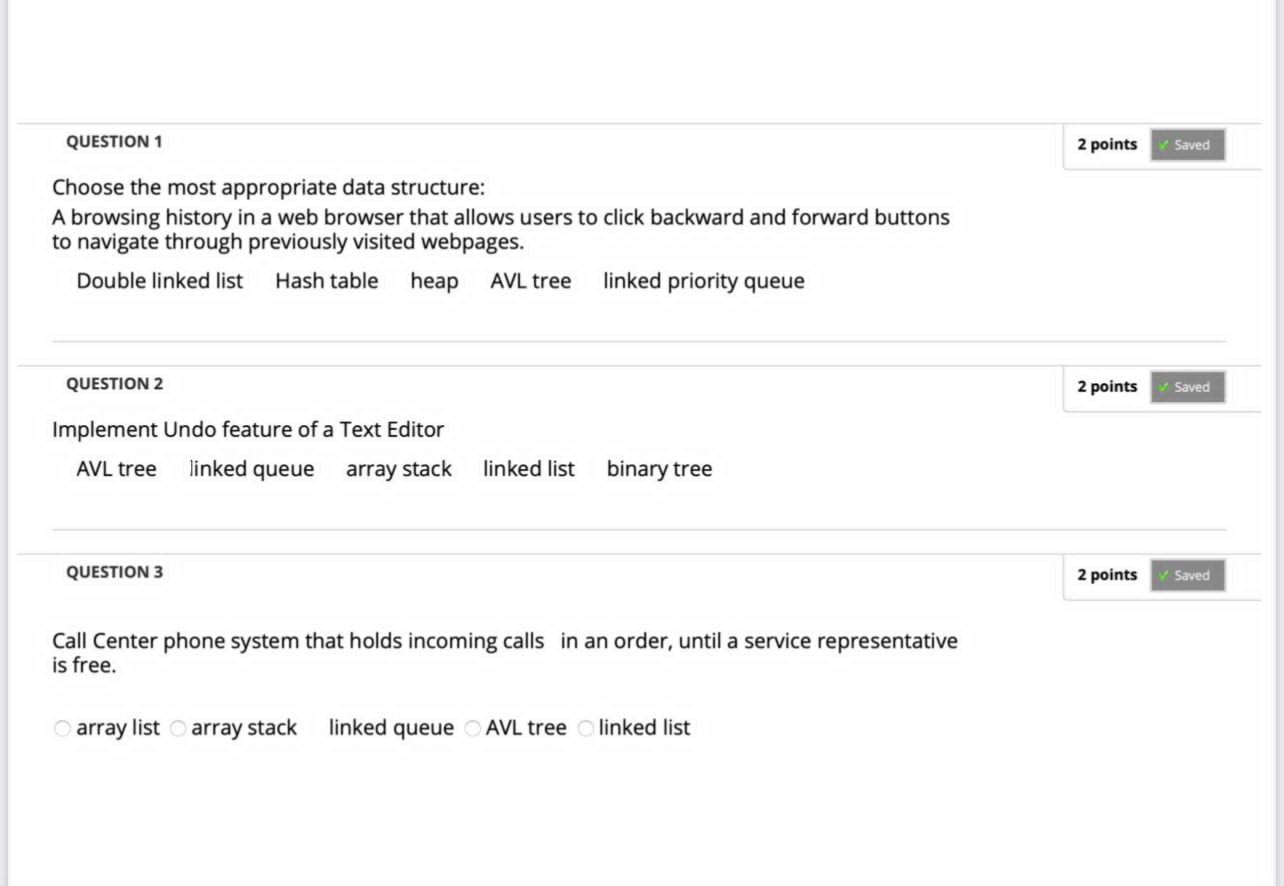 QUESTION 1
2 points
Saved
Choose the most appropriate data structure:
A browsing history in a web browser that allows users to click backward and forward buttons
to navigate through previously visited webpages.
Double linked list Hash table heap AVL tree linked priority queue
QUESTION 2
2 points
Saved
Implement Undo feature of a Text Editor
AVL tree linked queue array stack linked list binary tree
QUESTION 3
2 points
Saved
Call Center phone system that holds incoming calls in an order, until a service representative
is free.
array list array stack linked queue AVL tree linked list